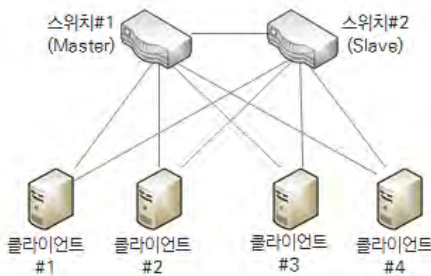 스위치#1
(Master)
스위치#2
(Slave)
클라이언트
#1
클라이언트
#2
클라이언트
#3
클라이언트
#4